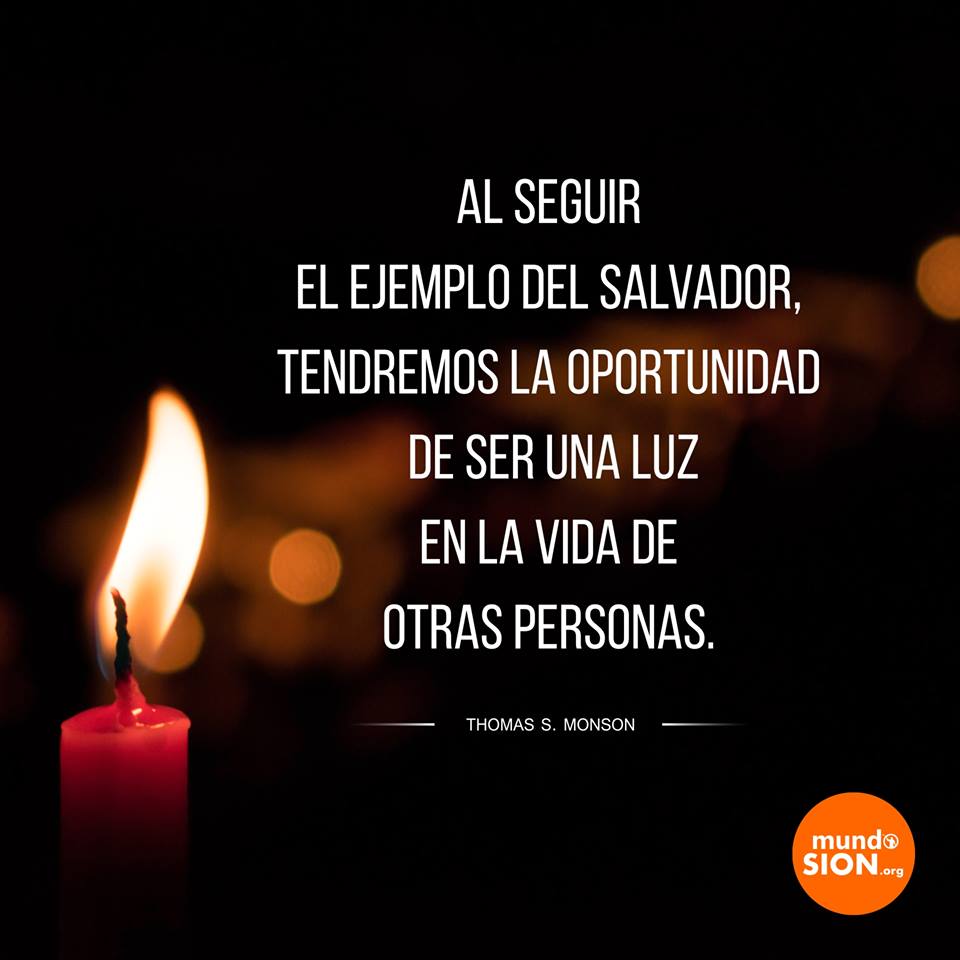 AL SEGUIR
EL EJEMPLO DEL SALVADOR,
TENDREMOS LA OPORTUNIDAD
DE SER UNA LUZ
EN LA VIDA DE
OTRAS PERSONAS.
THOMAS S. MONSON
mundo
SION.org